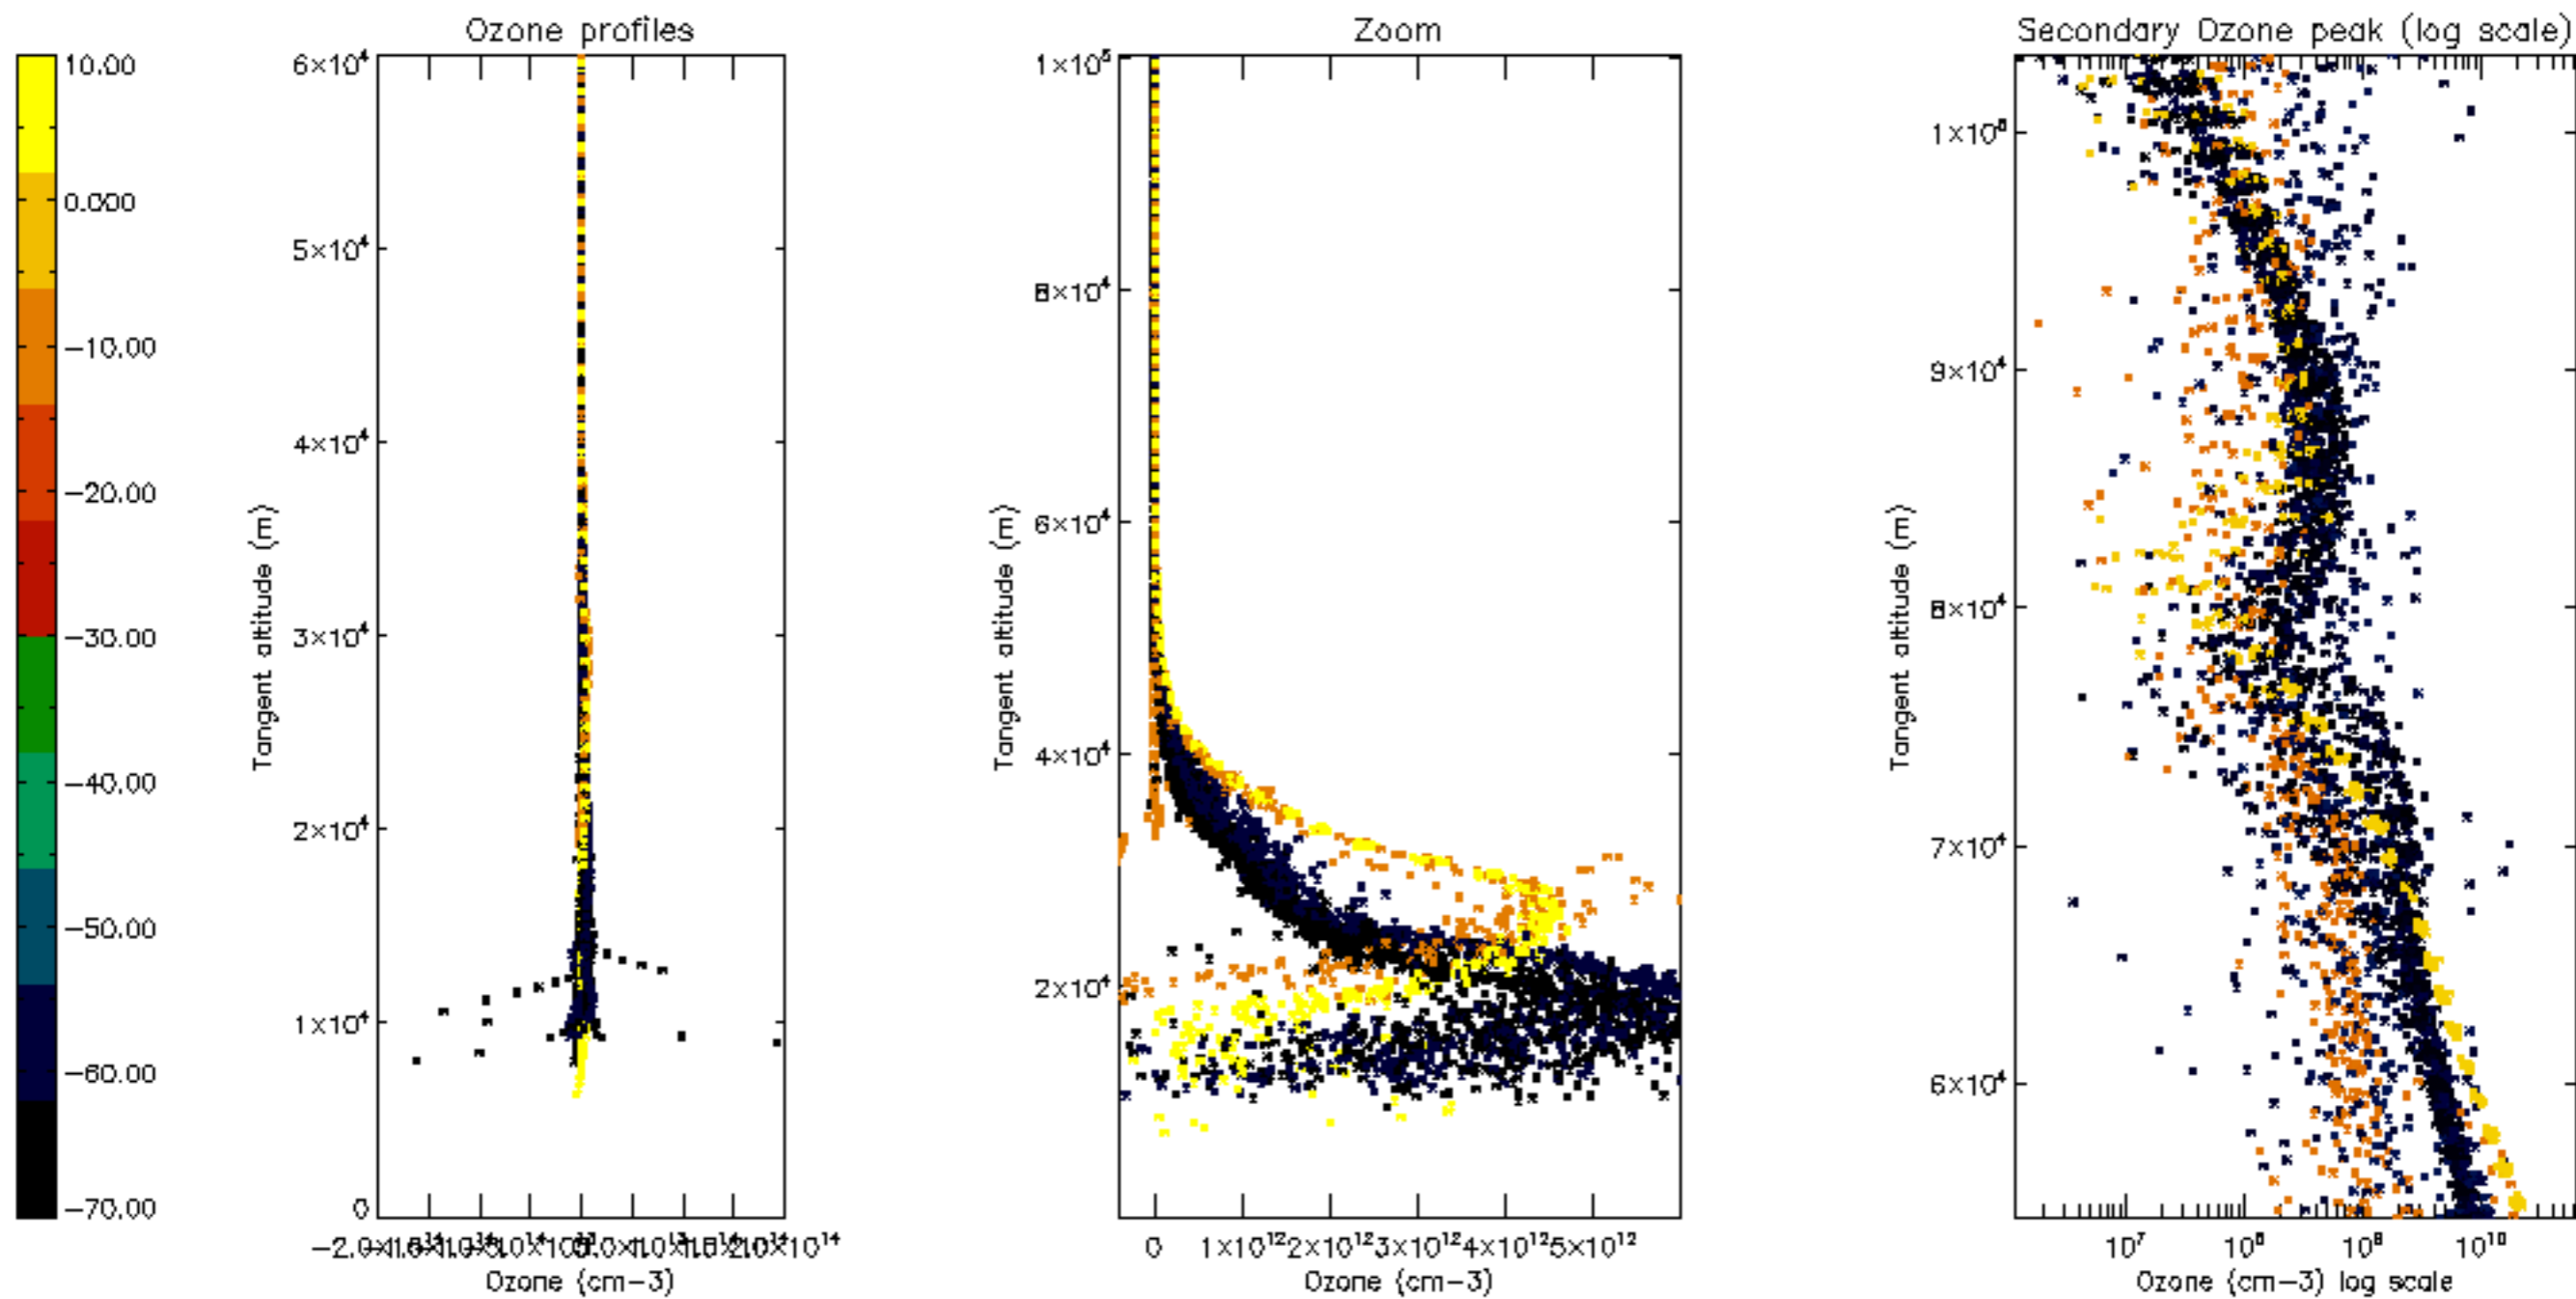 Ozone profiles
Zoom
Secondary Ozone peak (log scale)
10.00
0.000
−10.00
−20.00
−30.00
−40.00
−50.00
−60.00
−70.00
6×10⁴
5×10⁴
4×10⁴
3×10⁴
2×10⁴
1×10⁴
0
Tangent altitude (m)
Ozone (cm−3)
1×10⁵
8×10⁴
6×10⁴
4×10⁴
2×10⁴
Tangent altitude (m)
0 1×10¹² 2×10¹² 3×10¹² 4×10¹² 5×10¹²
Ozone (cm−3)
9×10⁴
8×10⁴
7×10⁴
6×10⁴
Tangent altitude (m)
10⁷ 10⁸ 10⁹ 10¹⁰
Ozone (cm−3) log scale